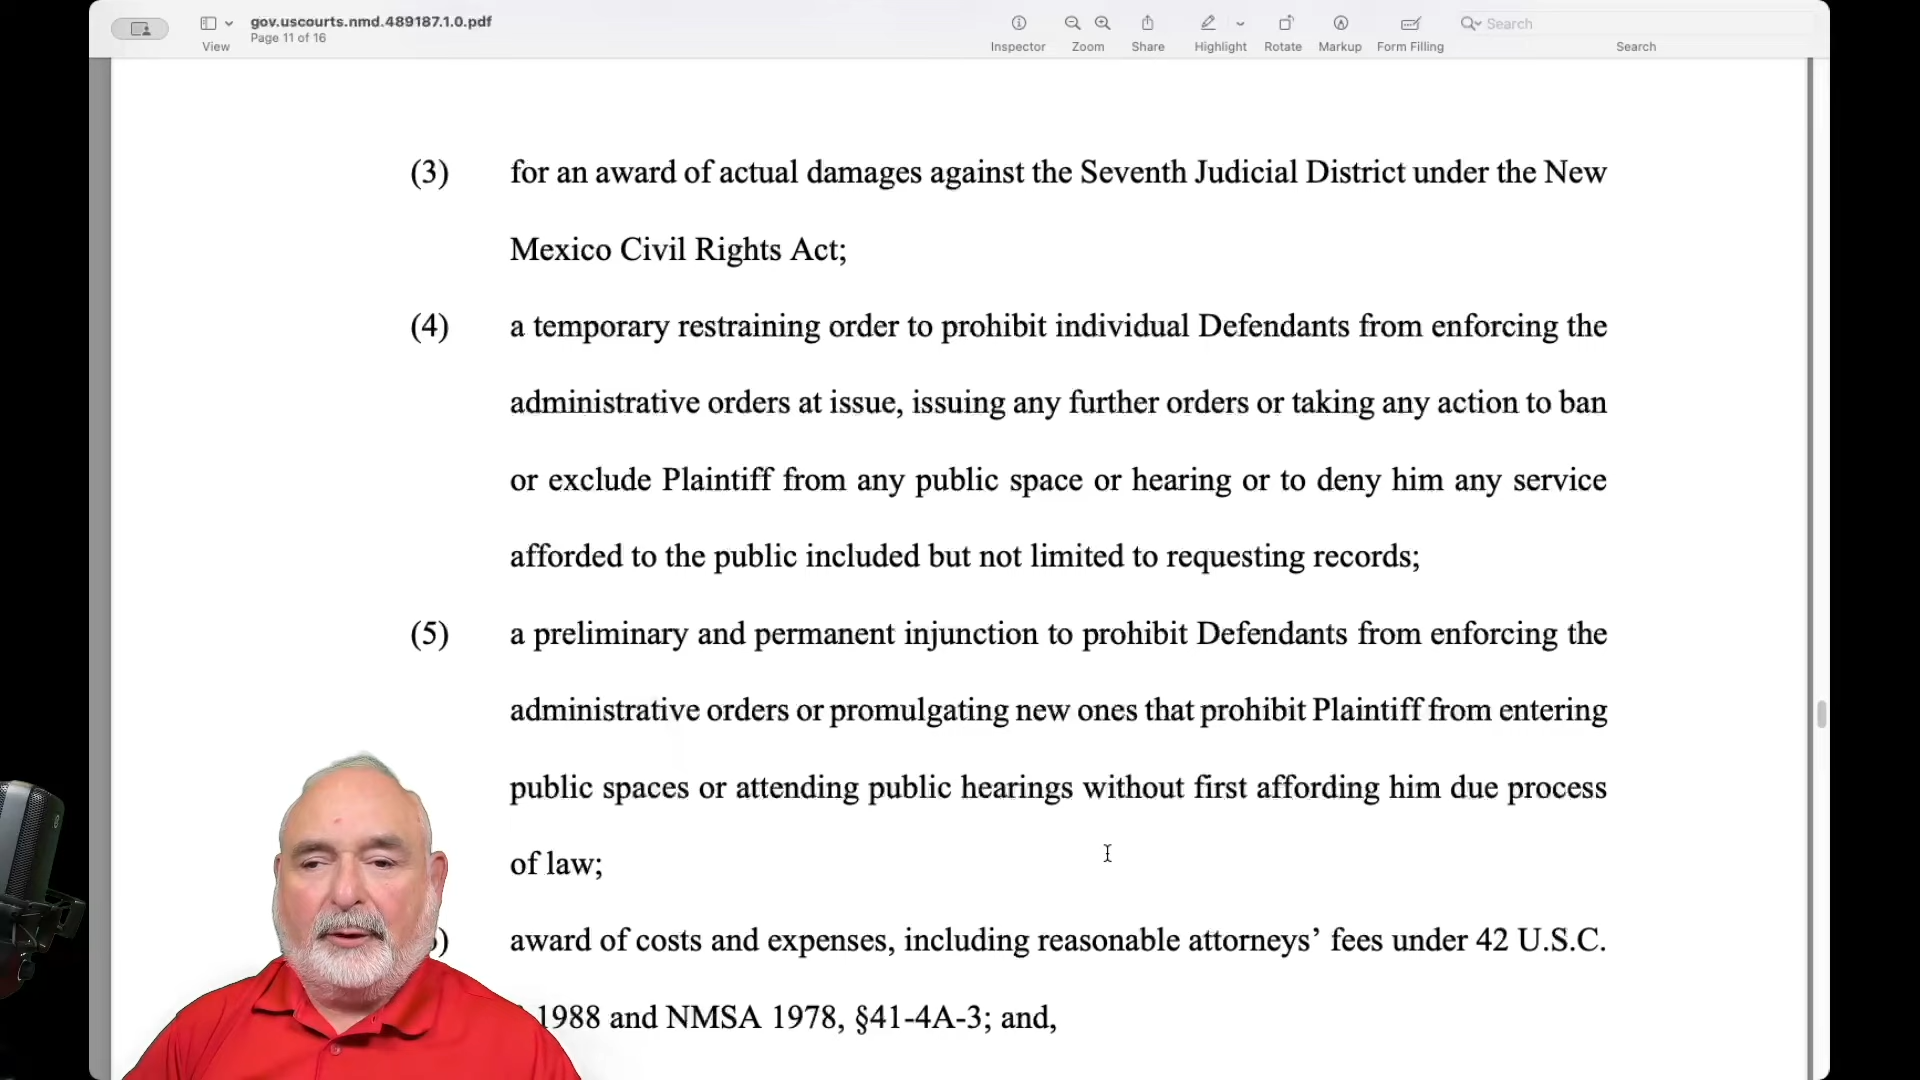 gov.uscourts.nmd.489187.1.0.pdf
Page 11 of 16
View
Inspector
Zoom
Share
Highlight
Rotate
Markup
Form Filling
Search
Search
(3) for an award of actual damages against the Seventh Judicial District under the New
Mexico Civil Rights Act;
(4) a temporary restraining order to prohibit individual Defendants from enforcing the
administrative orders at issue, issuing any further orders or taking any action to ban
or exclude Plaintiff from any public space or hearing or to deny him any service
afforded to the public included but not limited to requesting records;
(5) a preliminary and permanent injunction to prohibit Defendants from enforcing the
administrative orders or promulgating new ones that prohibit Plaintiff from entering
public spaces or attending public hearings without first affording him due process
of law;
) award of costs and expenses, including reasonable attorneys’ fees under 42 U.S.C.
1988 and NMSA 1978, §41-4A-3; and,